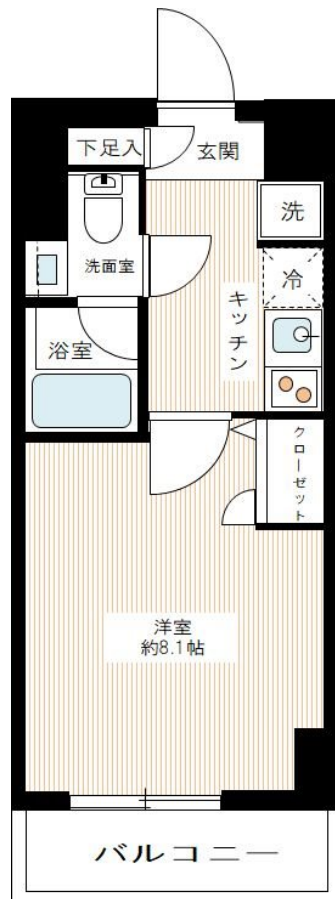 下足入
玄関
洗
洗面室
冷
キッチン
浴室
クローゼット
洋室
約8.1帖
バルコニー